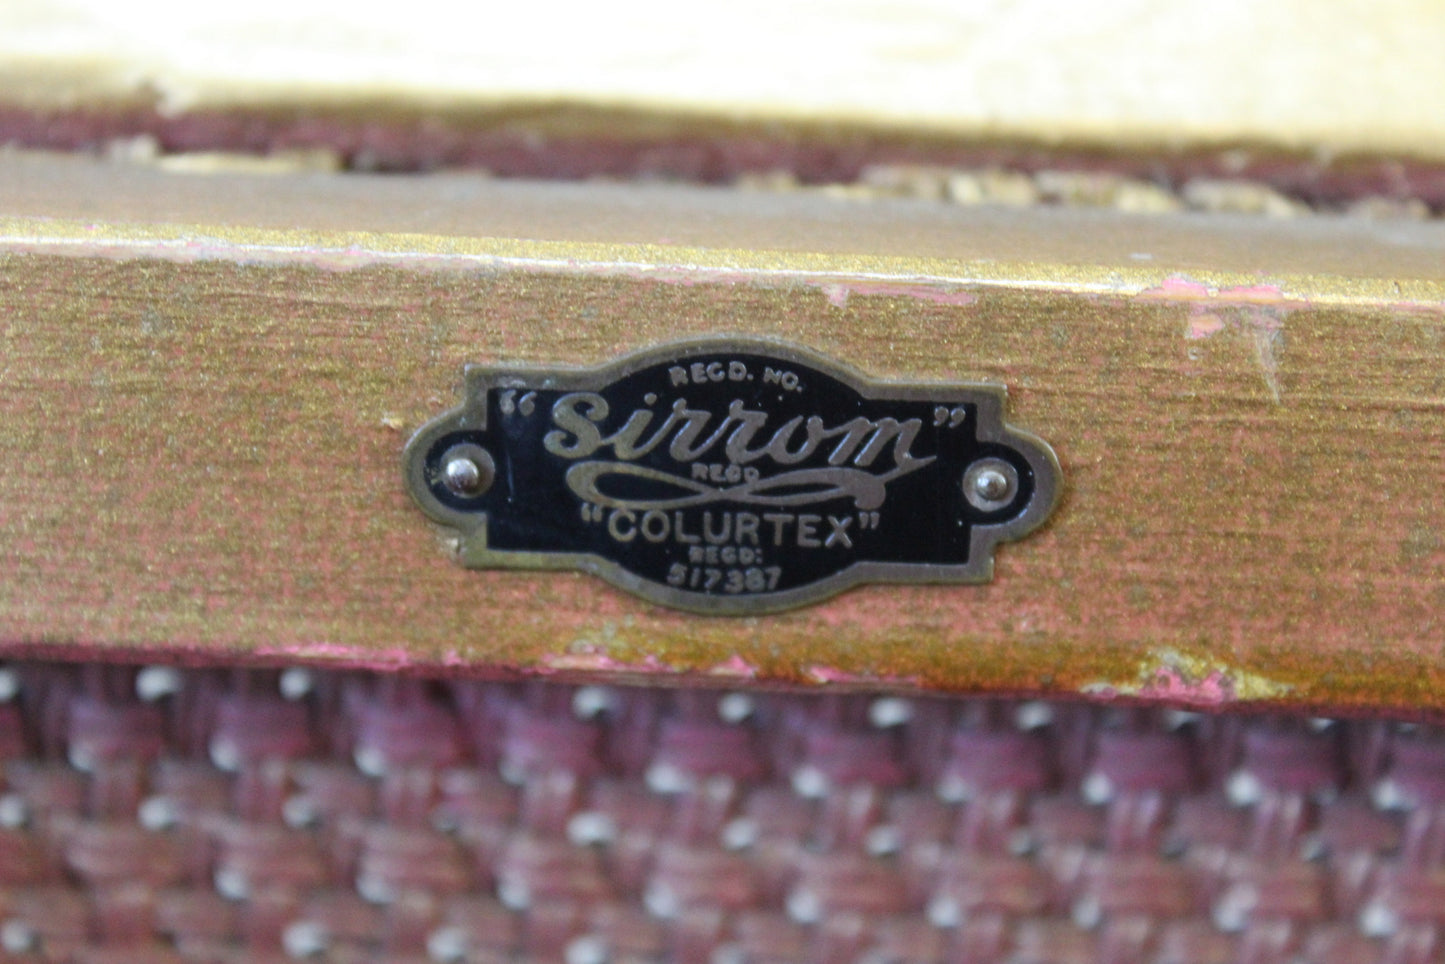 REGD. NO.
"Sirrom"
REGD
"COLURTEX"
REGD:
517387